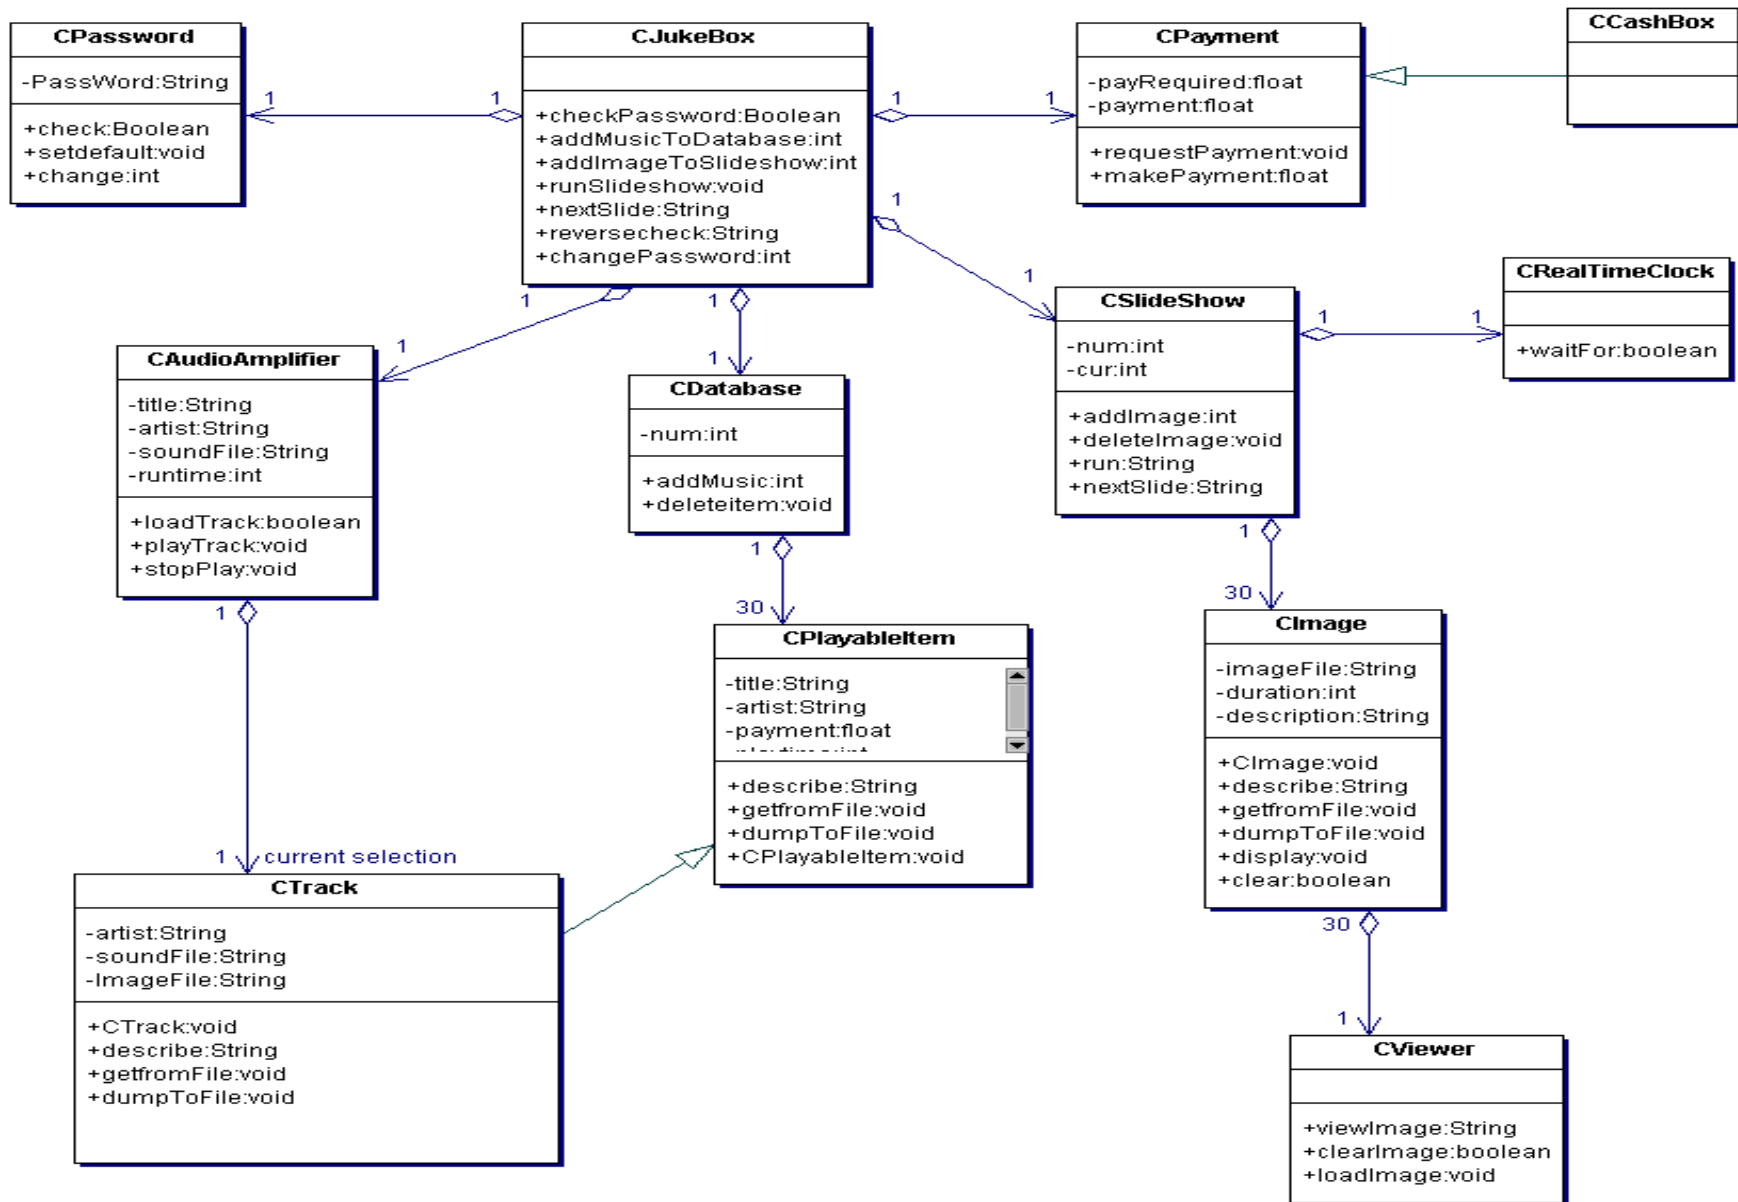 CPassword
-PassWord:String
+check:Boolean
+setdefault:void
+change:int
1
1
CJukeBox
+checkPassword:Boolean
+addMusicToDatabase:int
+addImageToSlideshow:int
+runSlideshow:void
+nextSlide:String
+reversecheck:String
+changePassword:int
1
1
CPayment
-payRequired:float
-payment:float
+requestPayment:void
+makePayment:float
CCashBox
1
1
CSlideShow
-num:int
-cur:int
+addImage:int
+deleteImage:void
+run:String
+nextSlide:String
1
1
CRealTimeClock
+waitFor:boolean
1
1
CAudioAmplifier
-title:String
-artist:String
-soundFile:String
-runtime:int
+loadTrack:boolean
+playTrack:void
+stopPlay:void
1
1
CDatabase
-num:int
+addMusic:int
+deleteitem:void
1
30
CPlayableItem
-title:String
-artist:String
-payment:float
-playtime:int
+describe:String
+getfromFile:void
+dumpToFile:void
+CPlayableItem:void
1
30
CImage
-imageFile:String
-duration:int
-description:String
+CImage:void
+describe:String
+getfromFile:void
+dumpToFile:void
+display:void
+clear:boolean
1
1 current selection
CTrack
-artist:String
-soundFile:String
-ImageFile:String
+CTrack:void
+describe:String
+getfromFile:void
+dumpToFile:void
30
1
CViewer
+viewImage:String
+clearImage:boolean
+loadImage:void